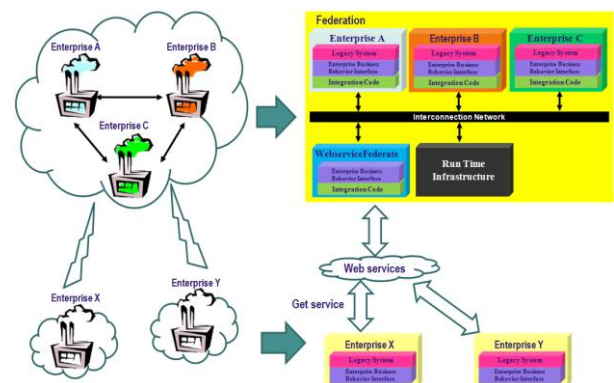 Enterprise A
Enterprise B
Enterprise C
Enterprise X
Enterprise Y
Federation
Enterprise A
Legacy System
Enterprise Business
Behavior Interface
Integration Code
Enterprise B
Legacy System
Enterprise Business
Behavior Interface
Integration Code
Enterprise C
Legacy System
Enterprise Business
Behavior Interface
Integration Code
Interconnection Network
WebserviceFederate
Enterprise Business
Behavior Interface
Integration Code
Run Time
Infrastructure
Web services
Get service
Enterprise X
Legacy System
Enterprise Business
Behavior Interface
Enterprise Y
Legacy System
Enterprise Business
Behavior Interface